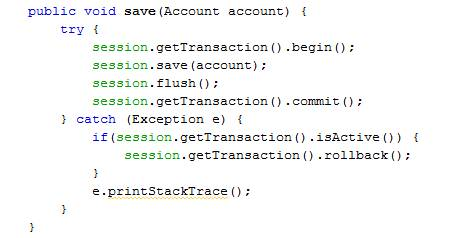 public void save(Account account) {
    try {
        session.getTransaction().begin();
        session.save(account);
        session.flush();
        session.getTransaction().commit();
    } catch (Exception e) {
        if(session.getTransaction().isActive()) {
            session.getTransaction().rollback();
        }
        e.printStackTrace();
    }
}